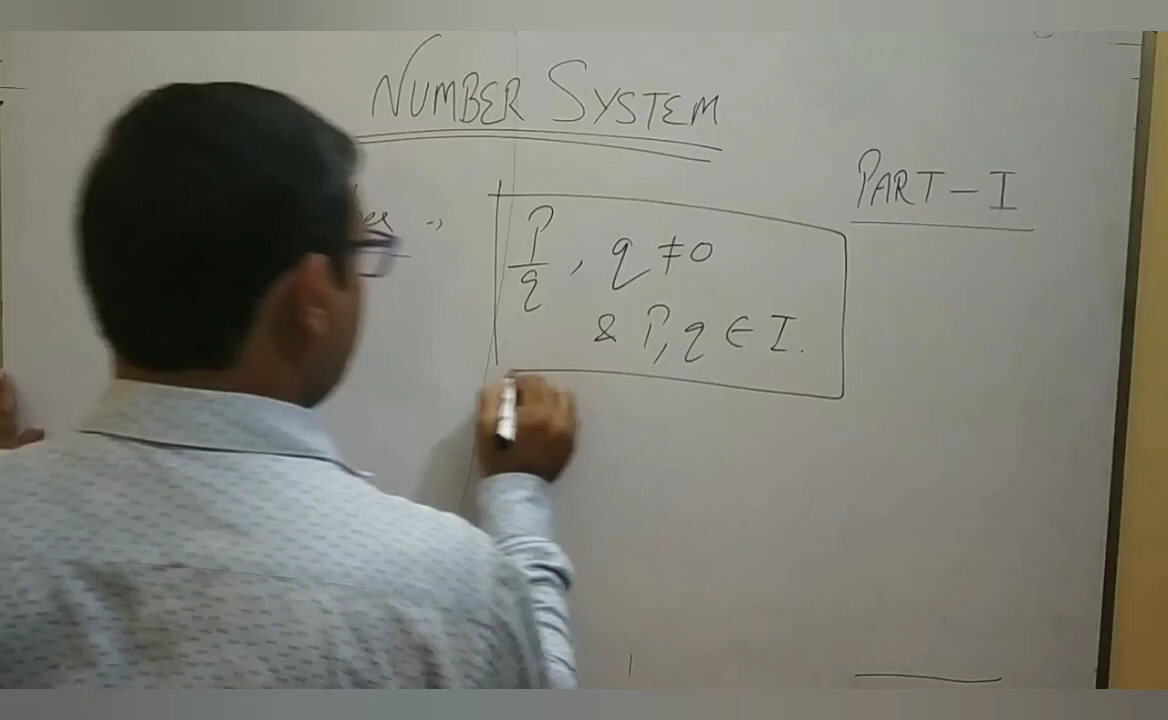 NUMBER SYSTEM
PART - I
P/q, q ≠ 0
& P, q ∈ I.